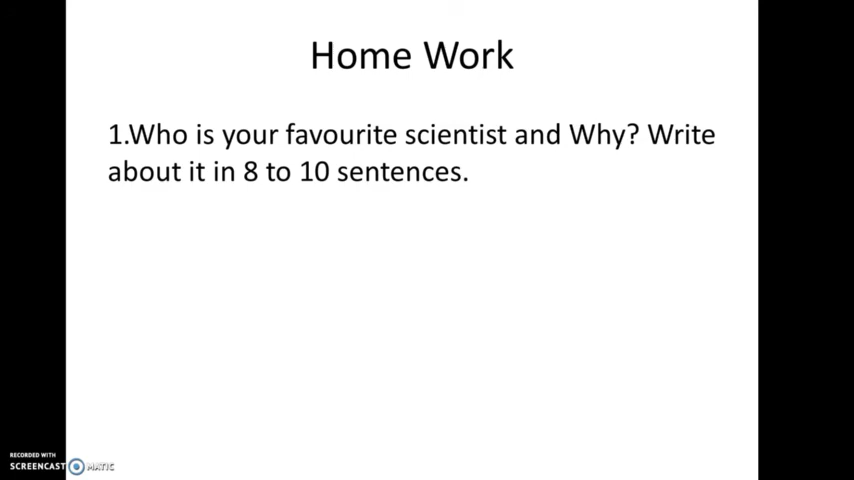 Home Work
1.Who is your favourite scientist and Why? Write
about it in 8 to 10 sentences.
RECORDED WITH
SCREENCAST MATIC